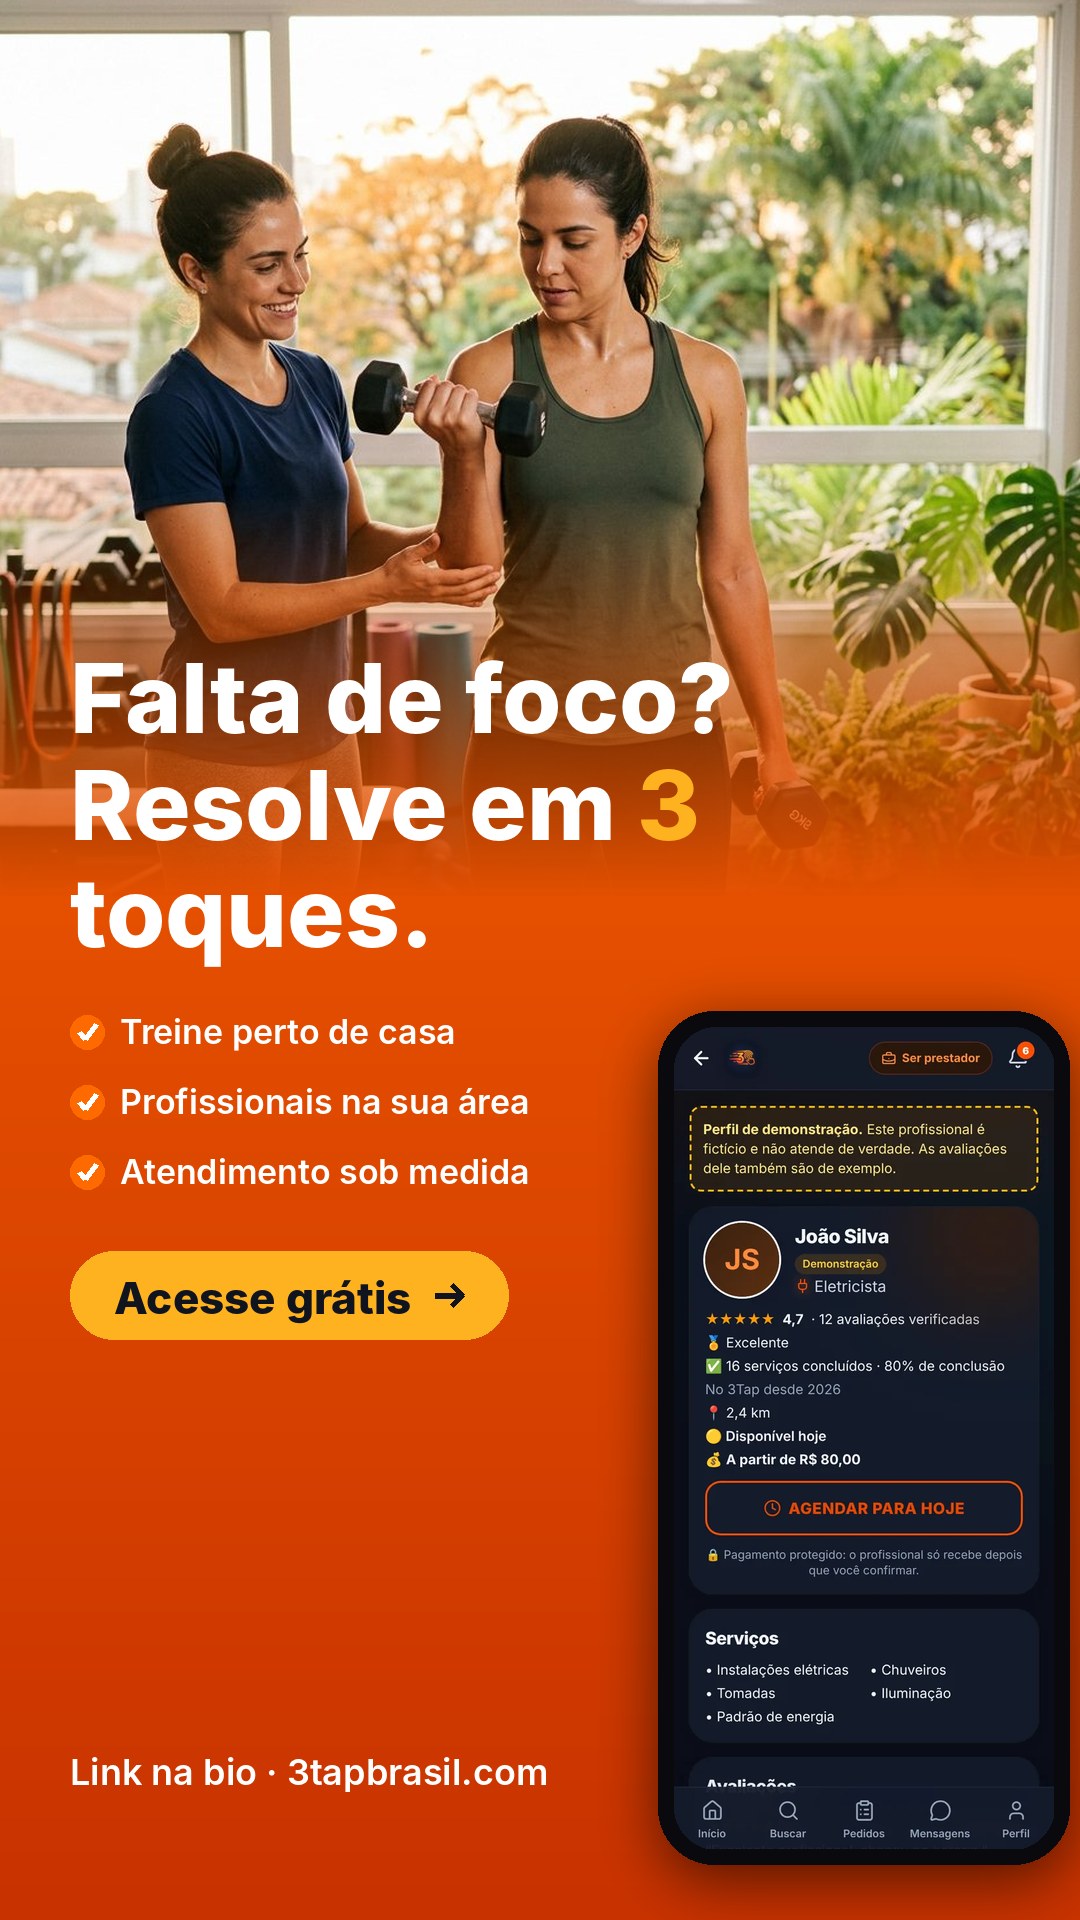 Falta de foco?
Resolve em 3
toques.
Treine perto de casa
Profissionais na sua área
Atendimento sob medida
Acesse grátis →
Link na bio · 3tapbrasil.com
Ser prestador
6
Perfil de demonstração. Este profissional é
fictício e não atende de verdade. As avaliações
dele também são de exemplo.
JS
João Silva
Demonstração
Eletricista
★★★★★ 4,7 · 12 avaliações verificadas
Excelente
16 serviços concluídos · 80% de conclusão
No 3Tap desde 2026
2,4 km
Disponível hoje
A partir de R$ 80,00
AGENDAR PARA HOJE
Pagamento protegido: o profissional só recebe depois
que você confirmar.
Serviços
• Instalações elétricas • Chuveiros
• Tomadas • Iluminação
• Padrão de energia
Avaliações
Início Buscar Pedidos Mensagens Perfil
5KG